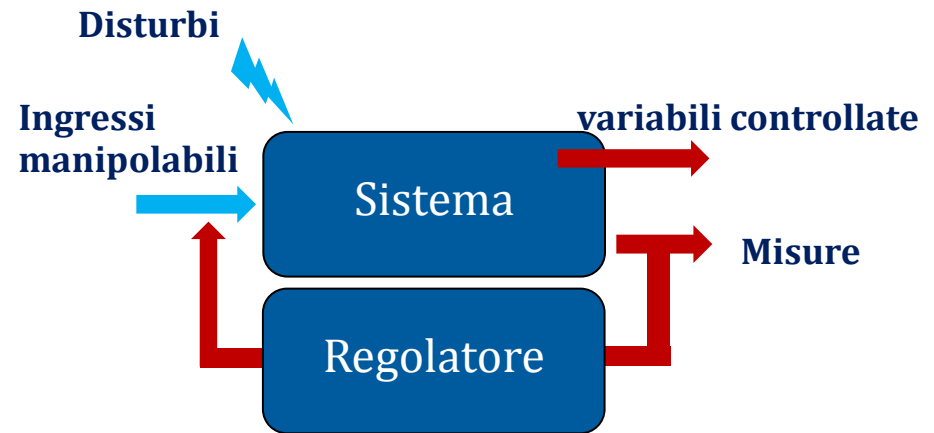 Disturbi
Ingressi
manipolabili
variabili controllate
Sistema
Misure
Regolatore